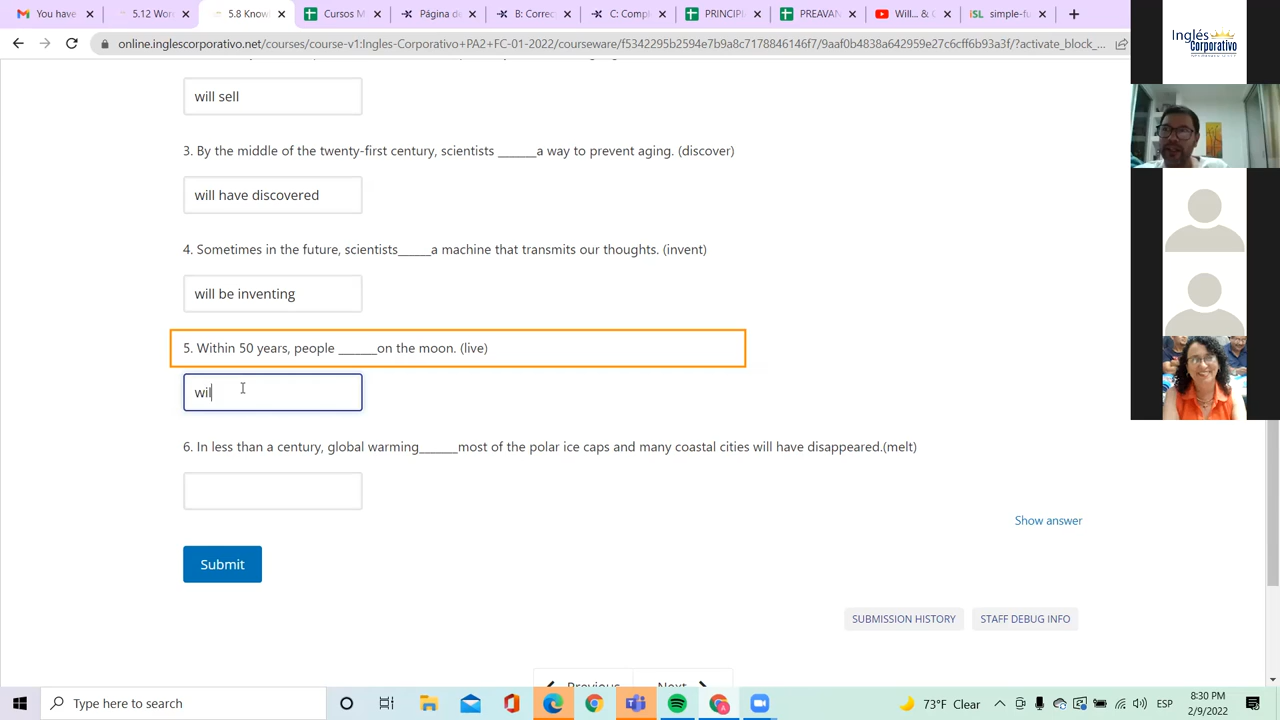 You have
5.12 Word
5.8 Know
Cursos M
Página du
B: Correc
C: Compl
PRINCIPA
PREAVAN
Will... & G
iSL simple-fu
online.inglescorporativo.net/courses/course-v1:Ingles-Corporativo+PA2+FC-01-2022/courseware/f5342295b2594e7b9a8c7178846146f7/9aaf0b4838a642959e27c6cff6b93a3f/?activate_block_...
Inglés
Corporativo
will sell
3. By the middle of the twenty-first century, scientists ______a way to prevent aging. (discover)
will have discovered
4. Sometimes in the future, scientists_____a machine that transmits our thoughts. (invent)
will be inventing
5. Within 50 years, people ______on the moon. (live)
wil
6. In less than a century, global warming______most of the polar ice caps and many coastal cities will have disappeared.(melt)
Show answer
Submit
SUBMISSION HISTORY
STAFF DEBUG INFO
Previous
Next
Type here to search
73°F Clear
ESP
8:30 PM
2/9/2022